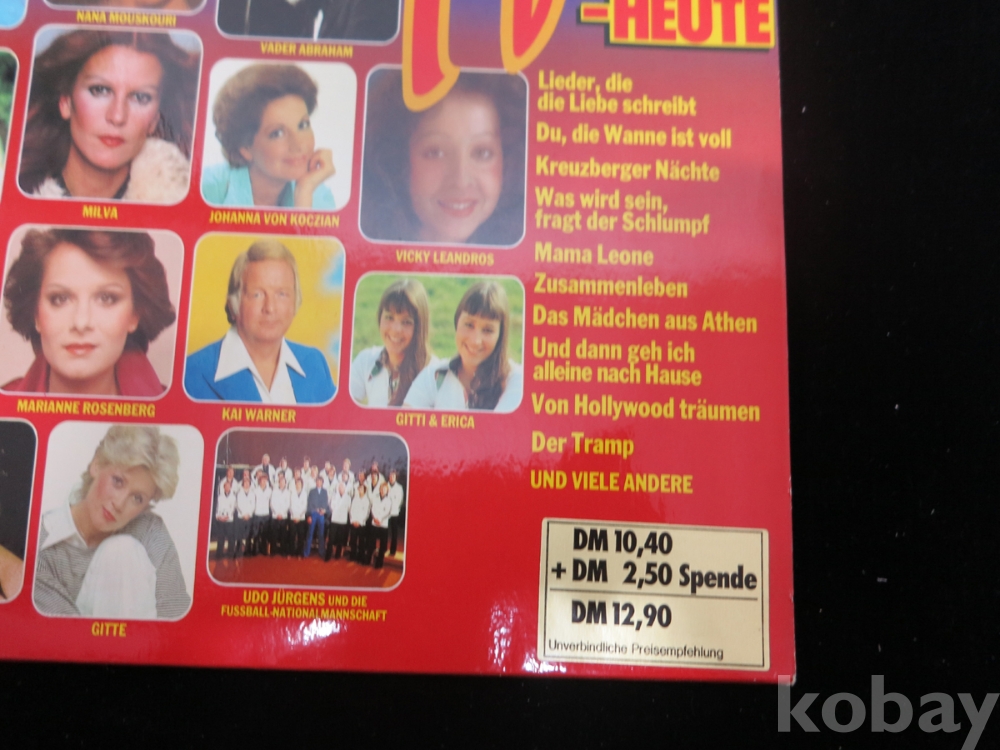 -HEUTE
NANA MOUSKOURI
VADER ABRAHAM
MILVA
JOHANNA VON KOCZIAN
VICKY LEANDROS
MARIANNE ROSENBERG
KAI WARNER
GITTI & ERICA
GITTE
UDO JÜRGENS UND DIE
FUSSBALL-NATIONALMANNSCHAFT
Lieder, die
die Liebe schreibt
Du, die Wanne ist voll
Kreuzberger Nächte
Was wird sein,
fragt der Schlumpf
Mama Leone
Zusammenleben
Das Mädchen aus Athen
Und dann geh ich
alleine nach Hause
Von Hollywood träumen
Der Tramp
UND VIELE ANDERE
DM 10,40
+ DM 2,50 Spende
DM 12,90
Unverbindliche Preisempfehlung
kobay